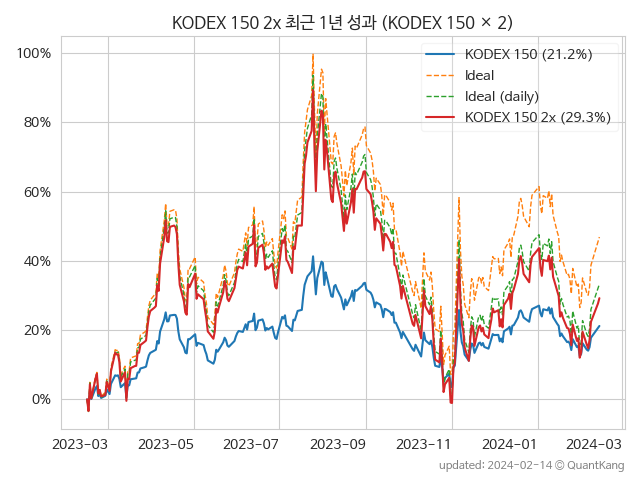 KODEX 150 2x 최근 1년 성과 (KODEX 150 × 2)
100%
80%
60%
40%
20%
0%
KODEX 150 (21.2%)
Ideal
Ideal (daily)
KODEX 150 2x (29.3%)
2023-03
2023-05
2023-07
2023-09
2023-11
2024-01
2024-03
updated: 2024-02-14 © QuantKang